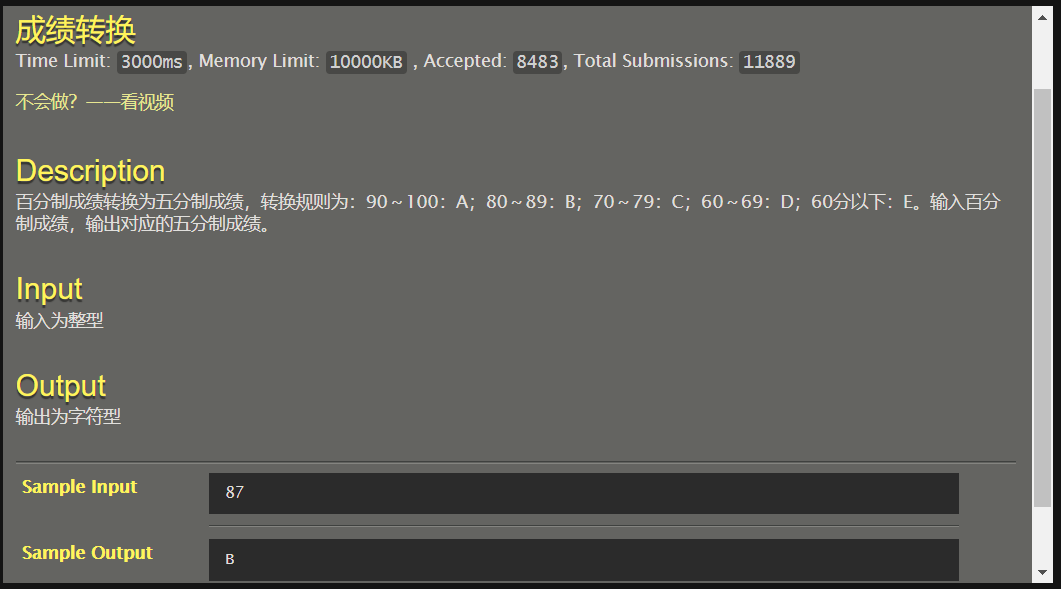 成绩转换
Time Limit: 3000ms, Memory Limit: 10000KB , Accepted: 8483, Total Submissions: 11889
不会做？——看视频
Description
百分制成绩转换为五分制成绩，转换规则为：90～100：A；80～89：B；70～79：C；60～69：D；60分以下：E。输入百分
制成绩，输出对应的五分制成绩。
Input
输入为整型
Output
输出为字符型
Sample Input
87
Sample Output
B